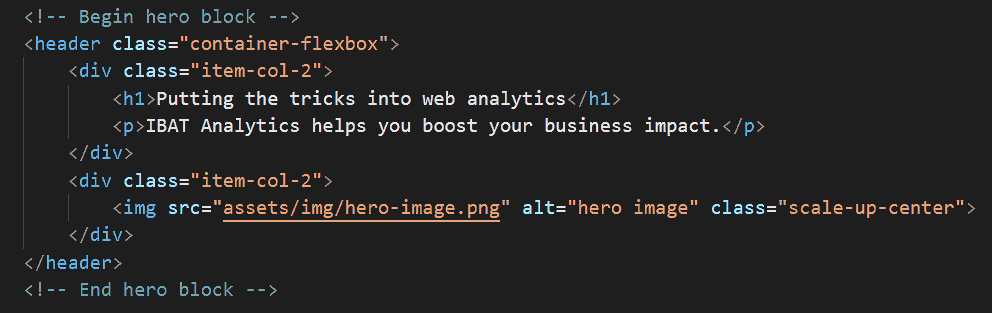 <!-- Begin hero block -->
<header class="container-flexbox">
    <div class="item-col-2">
        <h1>Putting the tricks into web analytics</h1>
        <p>IBAT Analytics helps you boost your business impact.</p>
    </div>
    <div class="item-col-2">
        <img src="assets/img/hero-image.png" alt="hero image" class="scale-up-center">
    </div>
</header>
<!-- End hero block -->